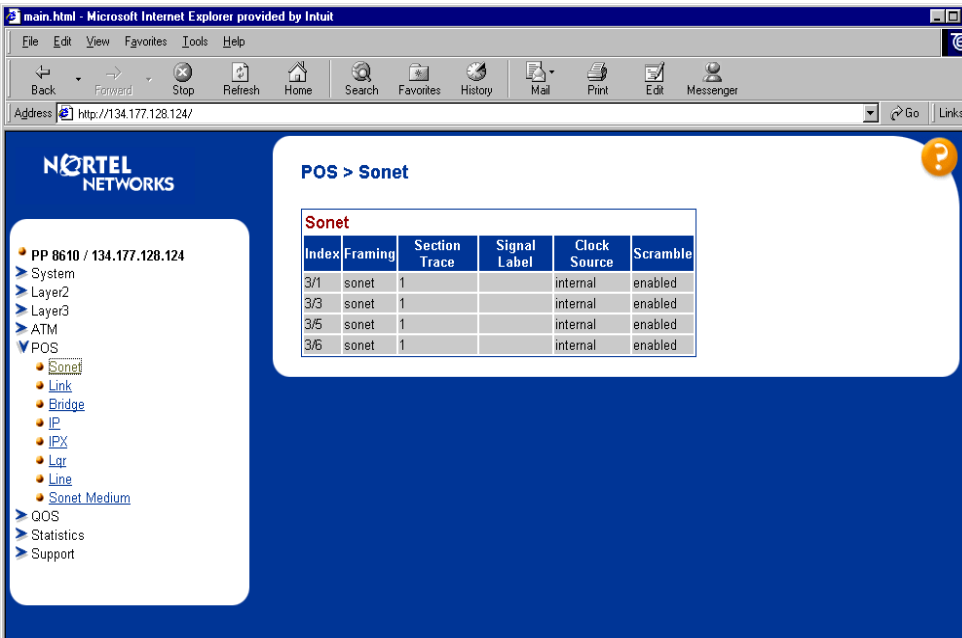 main.html - Microsoft Internet Explorer provided by Intuit
File Edit View Favorites Tools Help
Back Forward Stop Refresh Home Search Favorites History Mail Print Edit Messenger
Address http://134.177.128.124/ Go Links
NORTEL
NETWORKS
PP 8610 / 134.177.128.124
System
Layer2
Layer3
ATM
POS
Sonet
Link
Bridge
IP
IPX
Lqr
Line
Sonet Medium
QOS
Statistics
Support
POS > Sonet
?
Sonet
Index Framing Section Trace Signal Label Clock Source Scramble
3/1 sonet 1 internal enabled
3/3 sonet 1 internal enabled
3/5 sonet 1 internal enabled
3/6 sonet 1 internal enabled